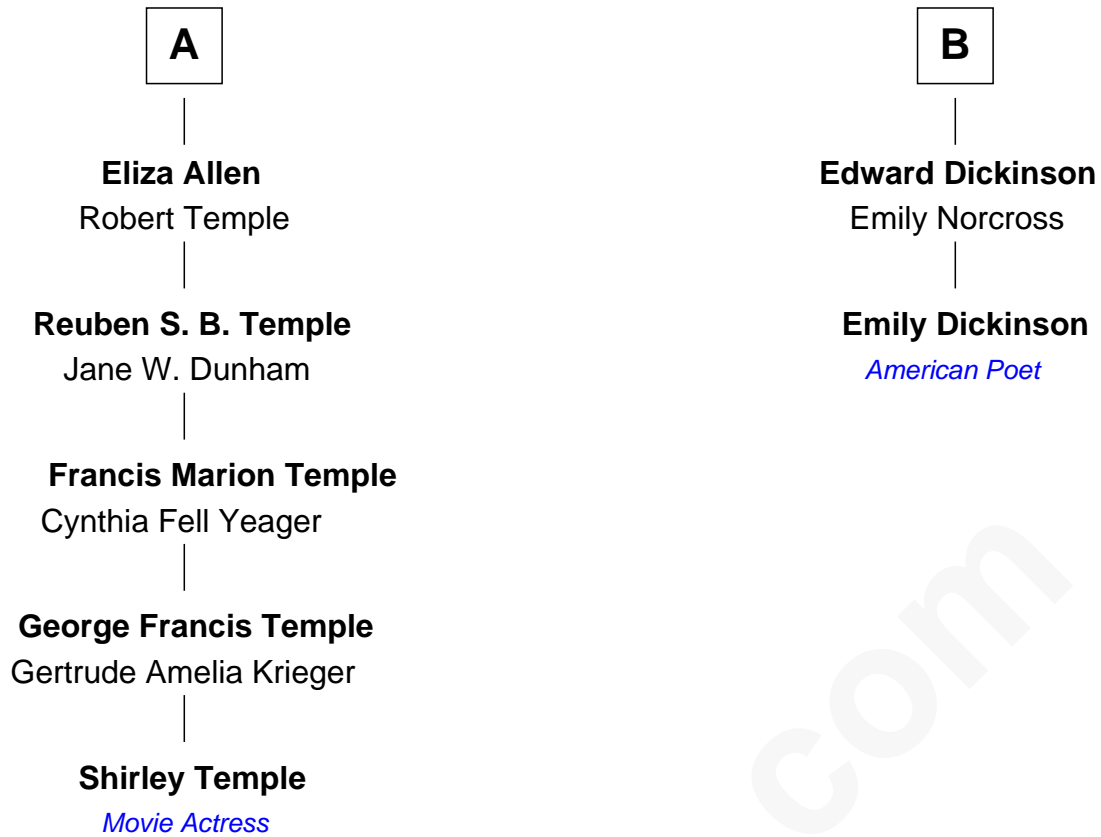 A
Eliza Allen
Robert Temple
Reuben S. B. Temple
Jane W. Dunham
Francis Marion Temple
Cynthia Fell Yeager
George Francis Temple
Gertrude Amelia Krieger
Shirley Temple
Movie Actress
B
Edward Dickinson
Emily Norcross
Emily Dickinson
American Poet
com